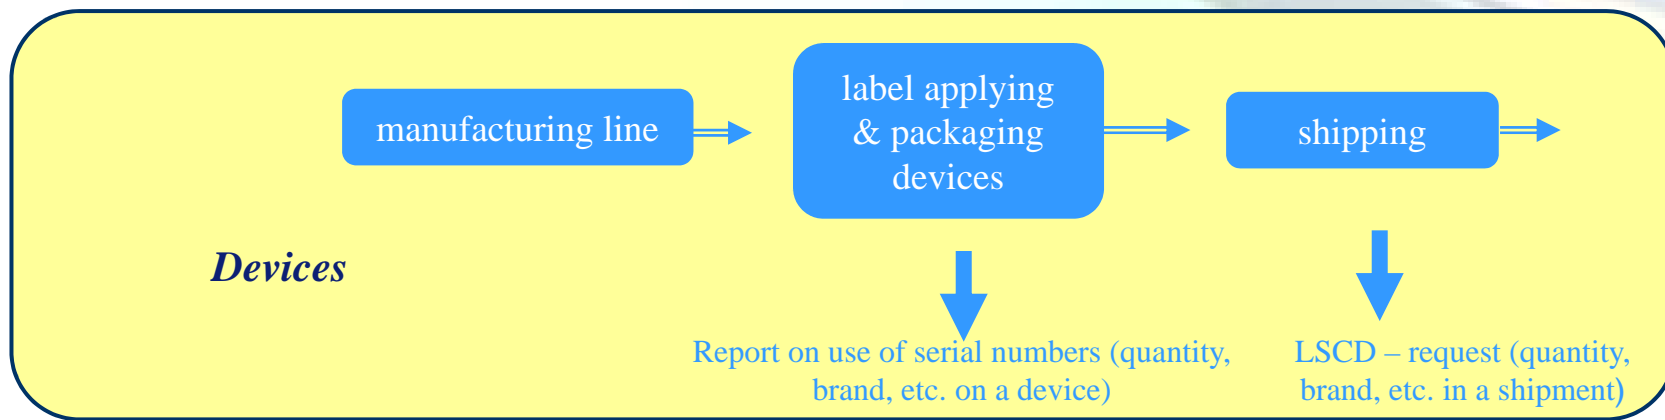 manufacturing line
label applying
& packaging
devices
shipping
Devices
Report on use of serial numbers (quantity,
brand, etc. on a device)
LSCD – request (quantity,
brand, etc. in a shipment)